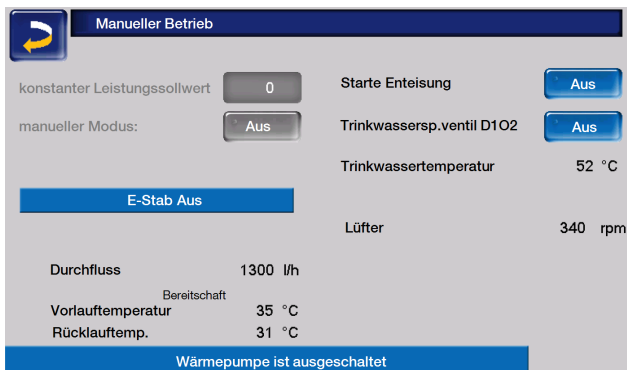 Manueller Betrieb
konstanter Leistungssollwert 0
manueller Modus: Aus
E-Stab Aus
Durchfluss 1300 l/h
Bereitschaft
Vorlauftemperatur 35 °C
Rücklauftemp. 31 °C
Starte Enteisung Aus
Trinkwassersp.ventil D1O2 Aus
Trinkwassertemperatur 52 °C
Lüfter 340 rpm
Wärmepumpe ist ausgeschaltet